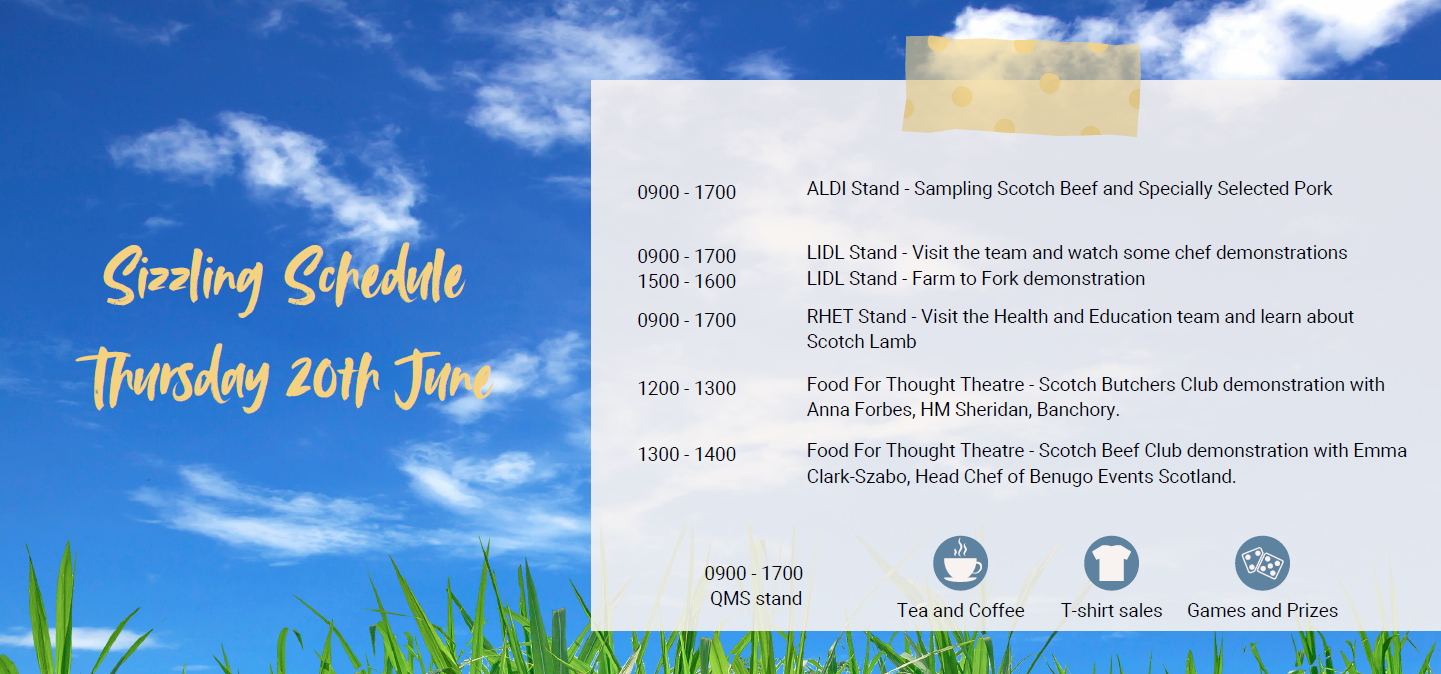 Sizzling Schedule
Thursday 20th June
0900 - 1700 ALDI Stand - Sampling Scotch Beef and Specially Selected Pork
0900 - 1700 LIDL Stand - Visit the team and watch some chef demonstrations
1500 - 1600 LIDL Stand - Farm to Fork demonstration
0900 - 1700 RHET Stand - Visit the Health and Education team and learn about
Scotch Lamb
1200 - 1300 Food For Thought Theatre - Scotch Butchers Club demonstration with
Anna Forbes, HM Sheridan, Banchory.
1300 - 1400 Food For Thought Theatre - Scotch Beef Club demonstration with Emma
Clark-Szabo, Head Chef of Benugo Events Scotland.
0900 - 1700
QMS stand
Tea and Coffee T-shirt sales Games and Prizes